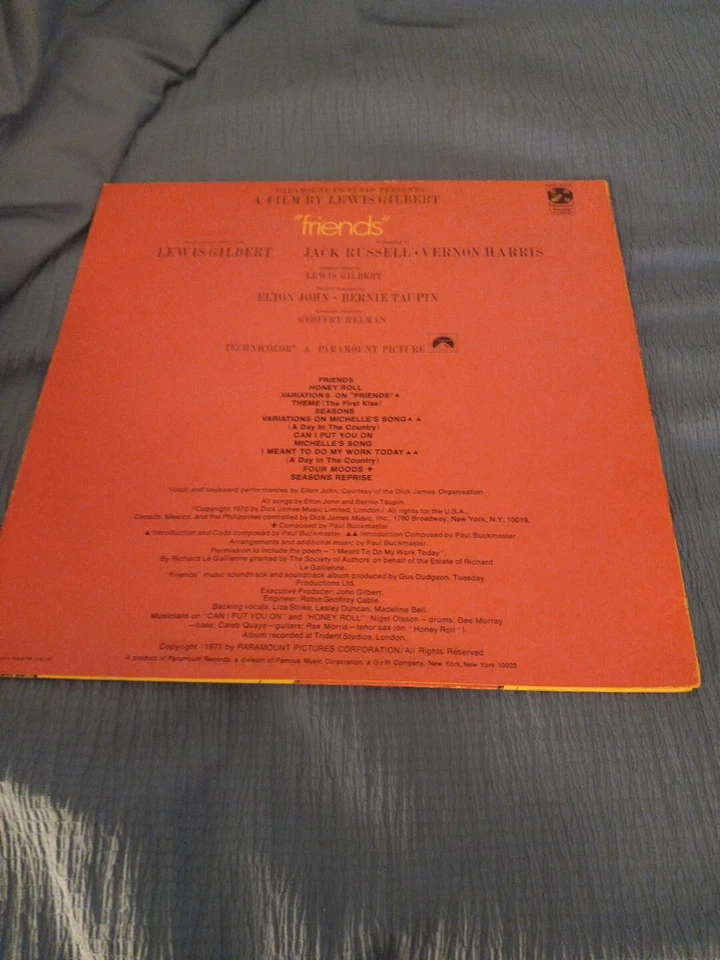 PARAMOUNT PICTURES PRESENTS
A FILM BY LEWIS GILBERT
"friends"
LEWIS GILBERT JACK RUSSELL • VERNON HARRIS
LEWIS GILBERT
ELTON JOHN • BERNIE TAUPIN
GEOFFRY HELMAN
TECHNICOLOR® A PARAMOUNT PICTURE
FRIENDS
HONEY ROLL
VARIATIONS ON "FRIENDS" ▲
THEME (The First Kiss)
SEASONS
VARIATIONS ON MICHELLE'S SONG ▲ ▲
(A Day In The Country)
CAN I PUT YOU ON
MICHELLE'S SONG
I MEANT TO DO MY WORK TODAY ▲ ▲
(A Day In The Country)
FOUR MOODS ✦
SEASONS REPRISE
Vocal and keyboard performances by Elton John, Courtesy of the Dick James Organisation.
All songs by Elton John and Bernie Taupin.
©Copyright 1970 by Dick James Music Limited, London / All rights for the U.S.A.,
Canada, Mexico, and the Philippines controlled by Dick James Music, Inc., 1780 Broadway, New York, N.Y. 10019.
✦ Composed by Paul Buckmaster
▲ Introduction and Coda composed by Paul Buckmaster ▲ ▲ Introduction Composed by Paul Buckmaster
Arrangements and additional music by Paul Buckmaster
Permission to include the poem—"I Meant To Do My Work Today"
By Richard Le Gallienne granted by The Society of Authors on behalf of the Estate of Richard
Le Gallienne.
"Friends" music soundtrack and soundtrack album produced by Gus Dudgeon, Tuesday
Productions Ltd.
Executive Producer: John Gilbert.
Engineer: Robin Geoffrey Cable.
Backing vocals: Liza Strike, Lesley Duncan, Madeline Bell.
Musicians on "CAN I PUT YOU ON" and "HONEY ROLL": Nigel Olsson—drums: Dee Murray
—bass: Caleb Quaye—guitars: Rex Morris—tenor sax (on "Honey Roll")
Album recorded at Trident Studios, London.
Copyright ©1971 by PARAMOUNT PICTURES CORPORATION / All Rights Reserved
A product of Paramount Records, a division of Famous Music Corporation, a G+W Company, New York, New York 10023